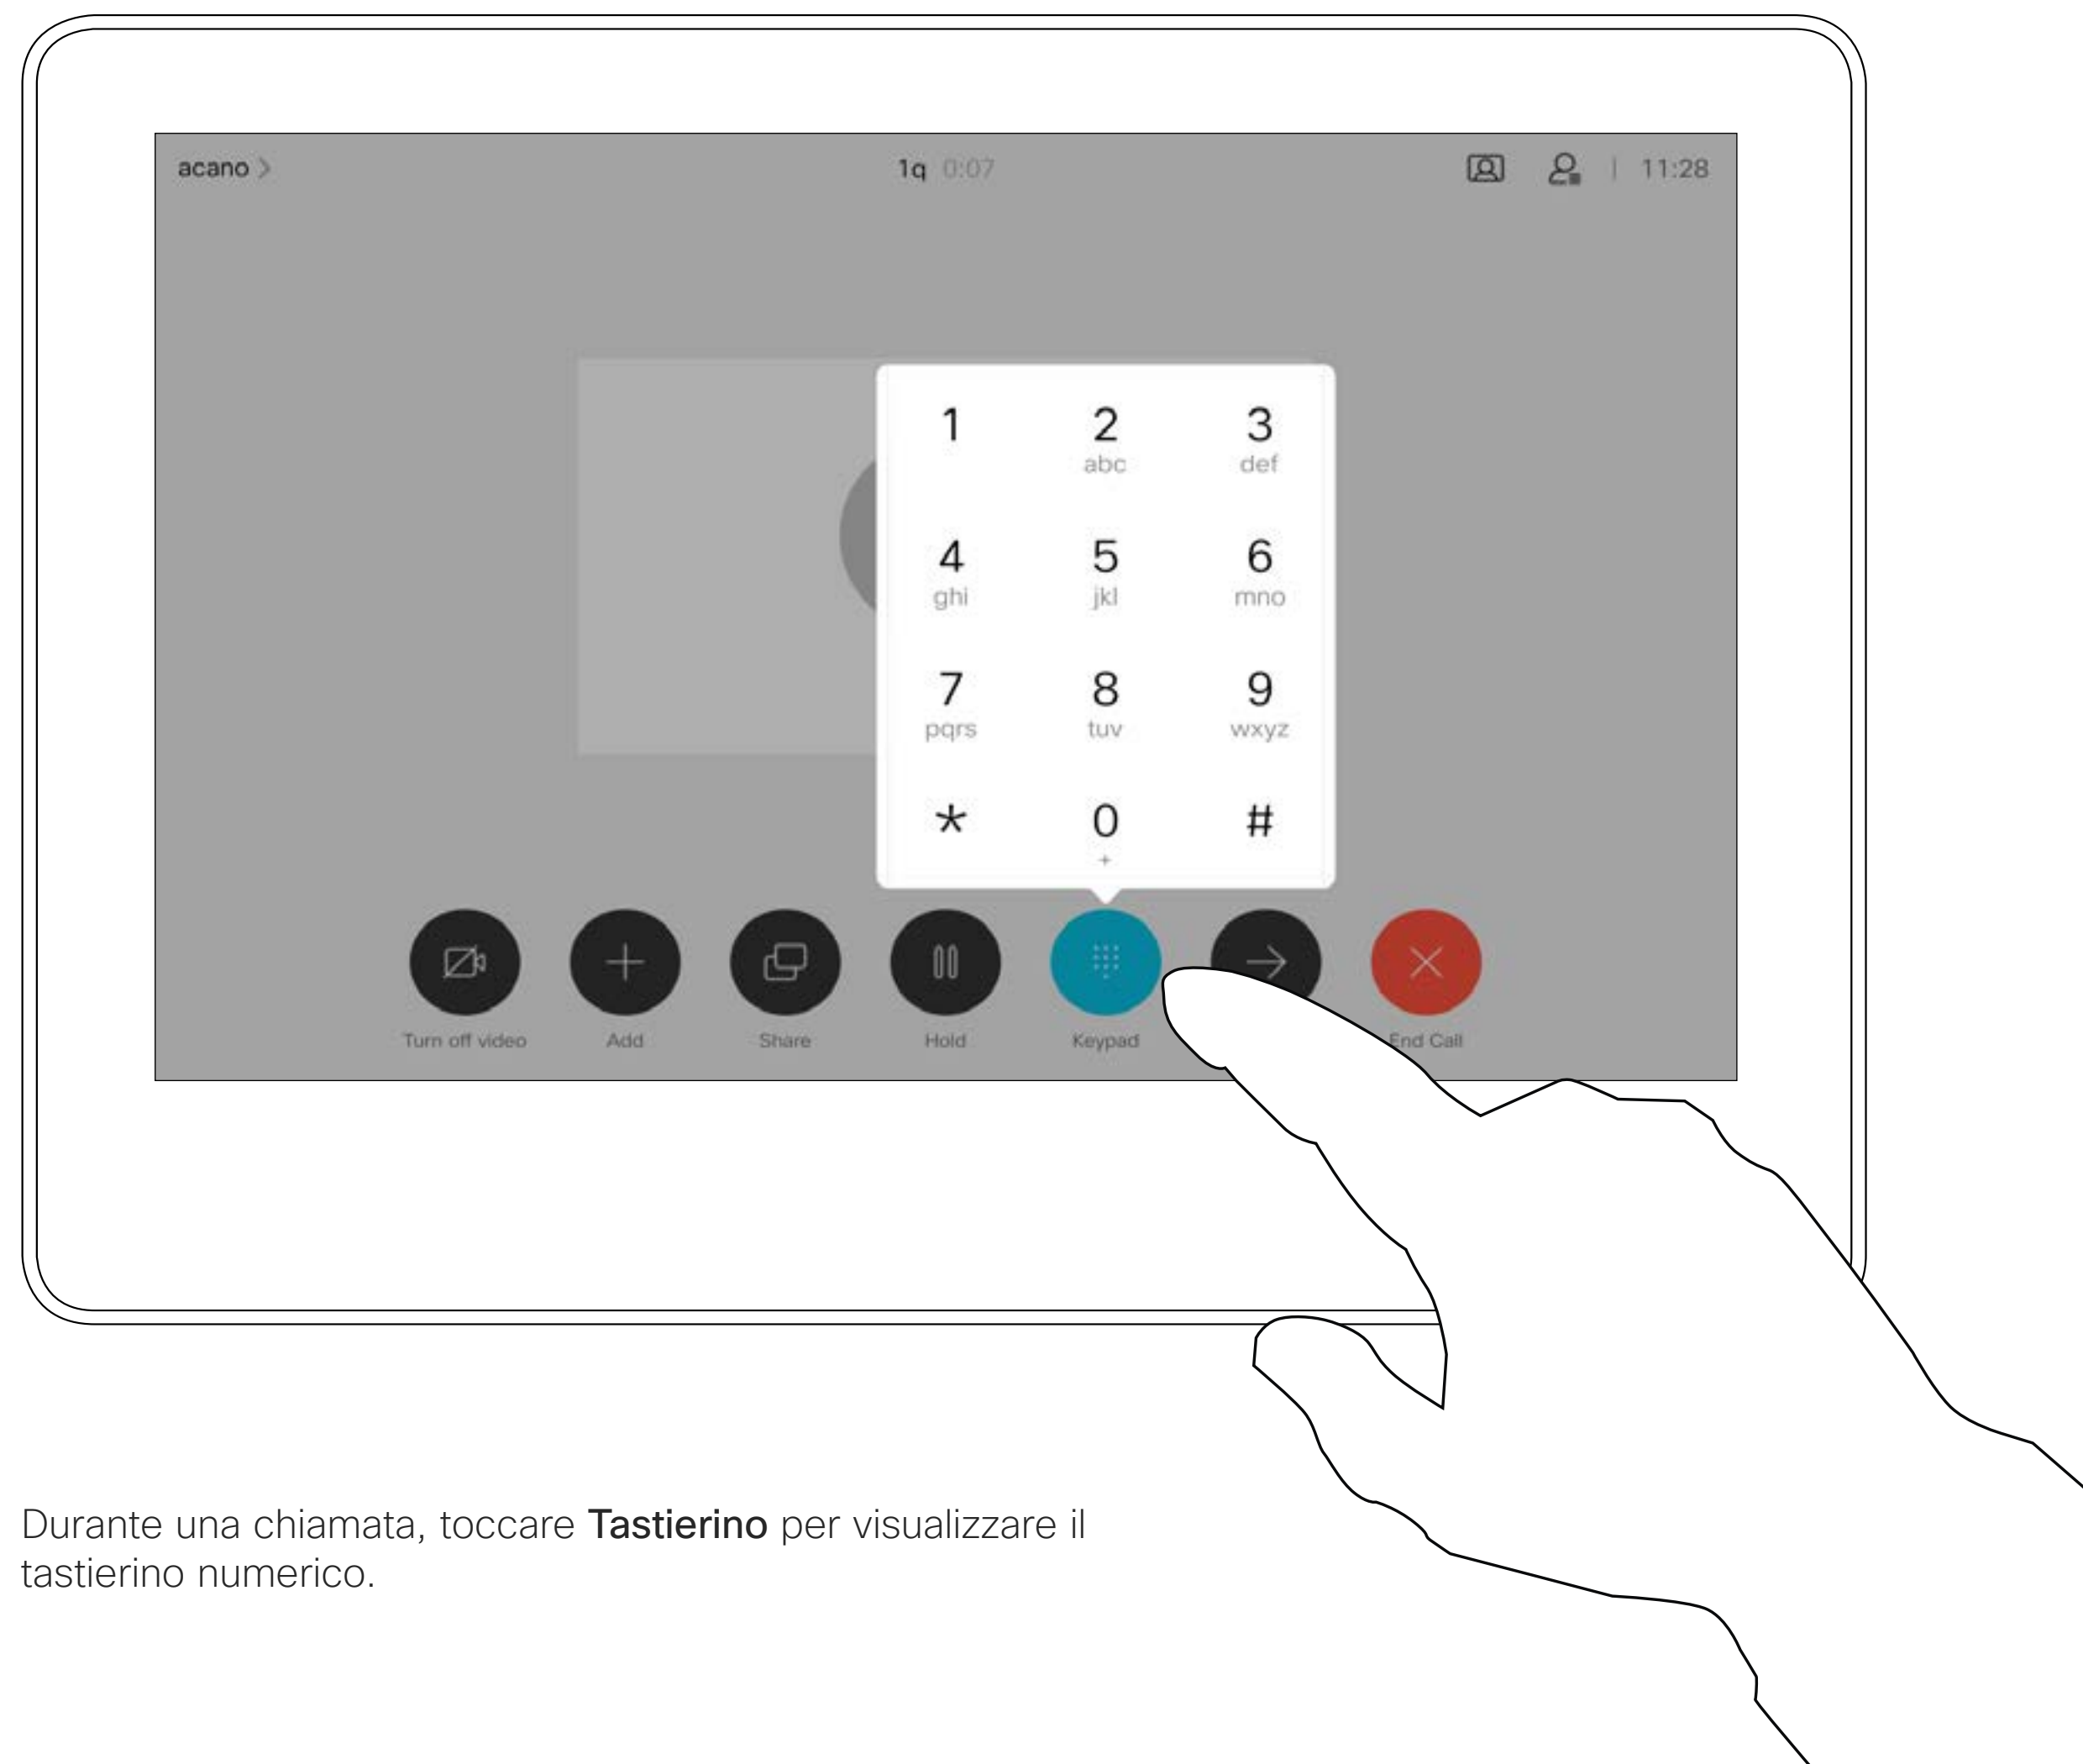 acano >
1q 0:07
11:28
1 2 3
abc def
4 5 6
ghi jkl mno
7 8 9
pqrs tuv wxyz
* 0 #
+
Turn off video Add Share Hold Keypad End Call
Durante una chiamata, toccare Tastierino per visualizzare il
tastierino numerico.